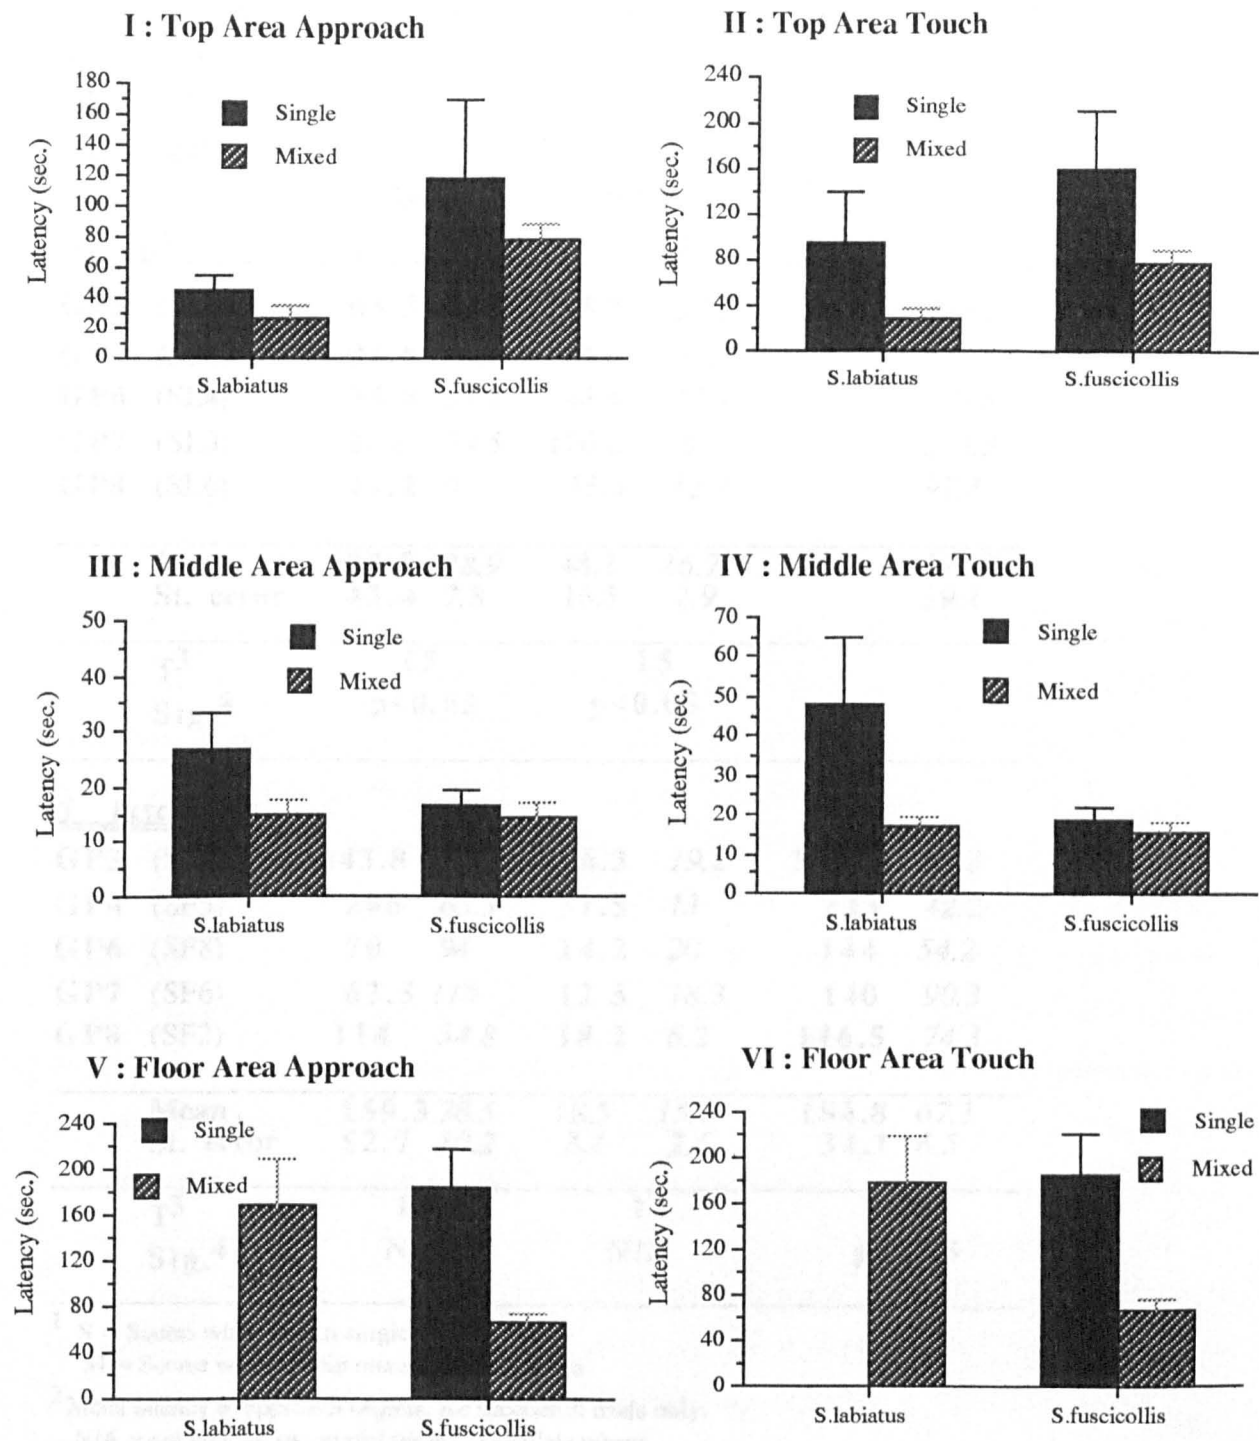 I : Top Area Approach
Latency (sec.)
180
160
140
120
100
80
60
40
20
0
Single
Mixed
S.labiatus
S.fuscicollis
II : Top Area Touch
Latency (sec.)
240
200
160
120
80
40
0
Single
Mixed
S.labiatus
S.fuscicollis
III : Middle Area Approach
Latency (sec.)
50
40
30
20
10
0
Single
Mixed
S.labiatus
S.fuscicollis
IV : Middle Area Touch
Latency (sec.)
70
60
50
40
30
20
10
0
Single
Mixed
S.labiatus
S.fuscicollis
V : Floor Area Approach
Latency (sec.)
240
200
160
120
80
40
0
Single
Mixed
S.labiatus
S.fuscicollis
VI : Floor Area Touch
Latency (sec.)
240
200
160
120
80
40
0
Single
Mixed
S.labiatus
S.fuscicollis